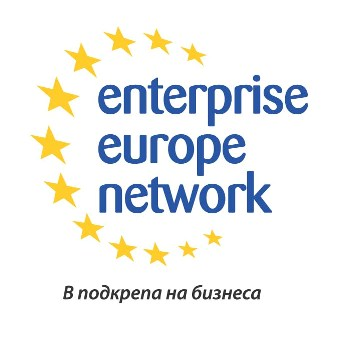 enterprise
europe
network
В подкрепа на бизнеса